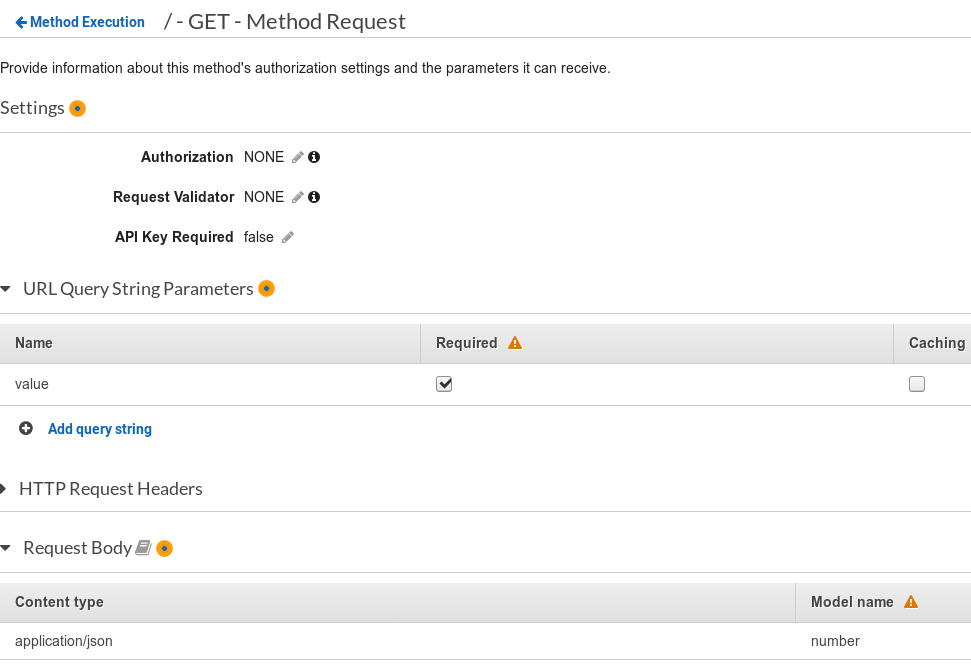 Method Execution / - GET - Method Request
Provide information about this method's authorization settings and the parameters it can receive.
Settings
Authorization NONE
Request Validator NONE
API Key Required false
URL Query String Parameters
Name Required Caching
value
Add query string
HTTP Request Headers
Request Body
Content type Model name
application/json number